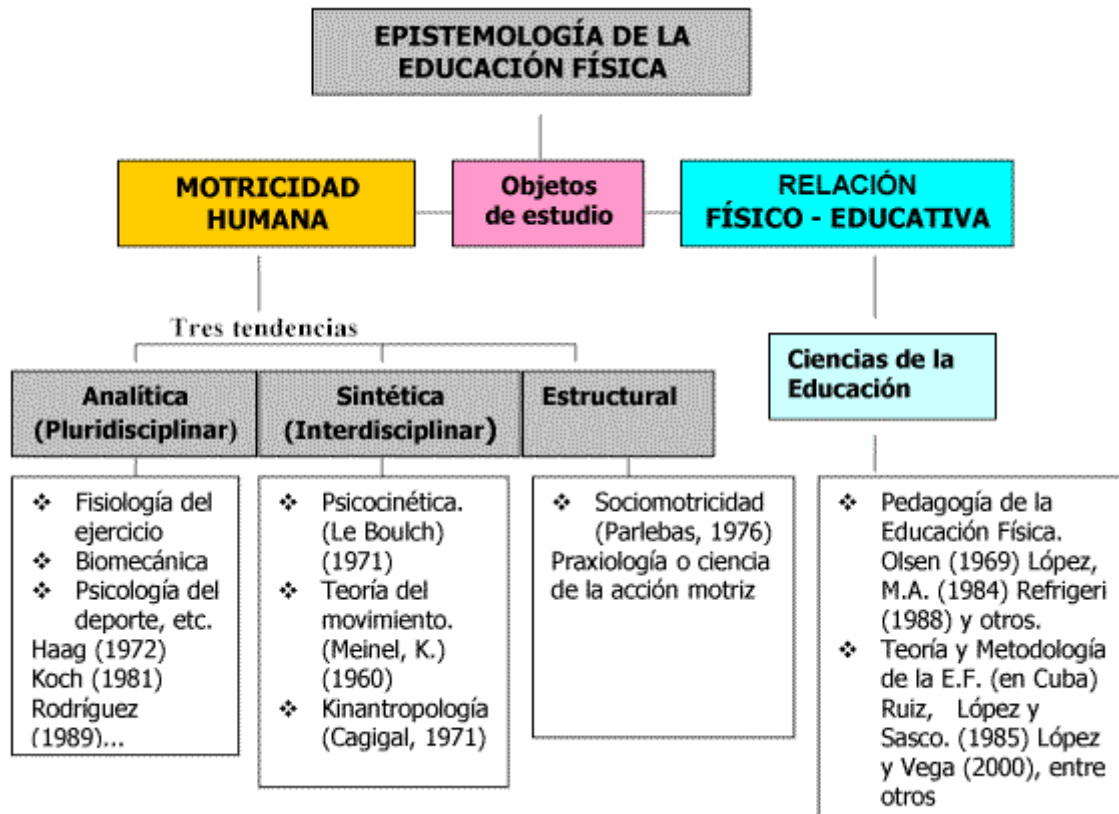 EPISTEMOLOGÍA DE LA
EDUCACIÓN FÍSICA
MOTRICIDAD
HUMANA
Objetos
de estudio
RELACIÓN
FÍSICO - EDUCATIVA
Tres tendencias
Analítica
(Pluridisciplinar)
Sintética
(Interdisciplinar)
Estructural
Ciencias de la
Educación
❖ Fisiología del
ejercicio
❖ Biomecánica
❖ Psicología del
deporte, etc.
Haag (1972)
Koch (1981)
Rodríguez
(1989)...
❖ Psicocinética.
(Le Boulch)
(1971)
❖ Teoría del
movimiento.
(Meinel, K.)
(1960)
❖ Kinantropología
(Cagigal, 1971)
❖ Sociomotricidad
(Parlebas, 1976)
Praxiología o ciencia
de la acción motriz
❖ Pedagogía de la
Educación Física.
Olsen (1969) López,
M.A. (1984) Refrigeri
(1988) y otros.
❖ Teoría y Metodología
de la E.F. (en Cuba)
Ruiz, López y
Sasco. (1985) López
y Vega (2000), entre
otros